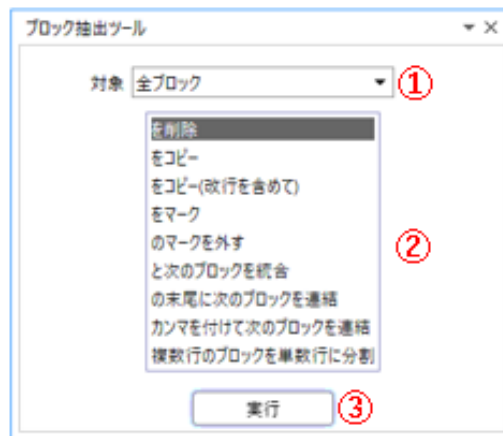 ブロック抽出ツール
対象 全ブロック ①
を削除
をコピー
をコピー(改行を含めて)
をマーク
のマークを外す
②
と次のブロックを統合
の末尾に次のブロックを連結
カンマを付けて次のブロックを連結
複数行のブロックを単数行に分割
実行 ③